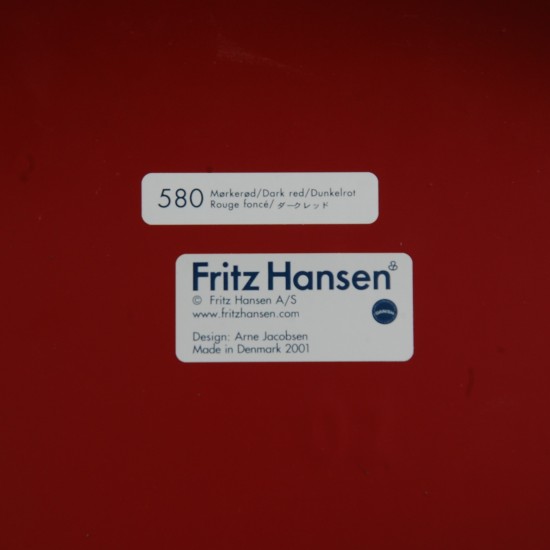 580 Mørkerød/Dark red/Dunkelrot
Rouge foncé/ダークレッド
Fritz Hansen
© Fritz Hansen A/S
www.fritzhansen.com
Design: Arne Jacobsen
Made in Denmark 2001